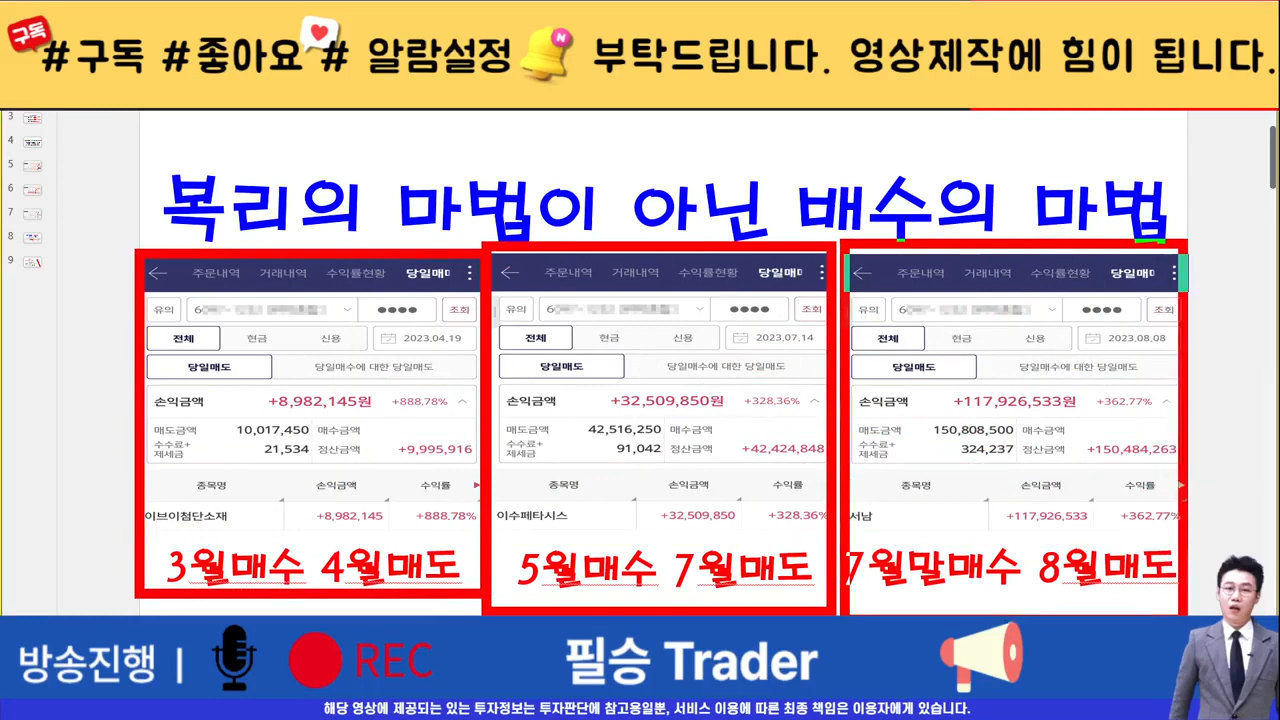 구독
#구독 #좋아요 # 알람설정 부탁드립니다. 영상제작에 힘이 됩니다.
N
3
4
5
6
7
8
9
복리의 마법이 아닌 배수의 마법
주문내역 거래내역 수익률현황 당일매
유의 6 조회
전체 현금 신용 2023.04.19
당일매도 당일매수에 대한 당일매도
손익금액 +8,982,145원 +888.78%
매도금액 10,017,450 매수금액
수수료+
제세금 21,534 정산금액 +9,995,916
종목명 손익금액 수익률
이브이첨단소재 +8,982,145 +888.78%
3월매수 4월매도
주문내역 거래내역 수익률현황 당일매
유의 6 조회
전체 현금 신용 2023.07.14
당일매도 당일매수에 대한 당일매도
손익금액 +32,509,850원 +328.36%
매도금액 42,516,250 매수금액
수수료+
제세금 91,042 정산금액 +42,424,848
종목명 손익금액 수익률
이수페타시스 +32,509,850 +328.36%
5월매수 7월매도
주문내역 거래내역 수익률현황 당일매
유의 6 조회
전체 현금 신용 2023.08.08
당일매도 당일매수에 대한 당일매도
손익금액 +117,926,533원 +362.77%
매도금액 150,808,500 매수금액
수수료+
제세금 324,237 정산금액 +150,484,263
종목명 손익금액 수익률
서남 +117,926,533 +362.77%
7월말매수 8월매도
방송진행 | REC 필승 Trader
해당 영상에 제공되는 있는 투자정보는 투자판단에 참고용일뿐, 서비스 이용에 따른 최종 책임은 이용자에게 있습니다.